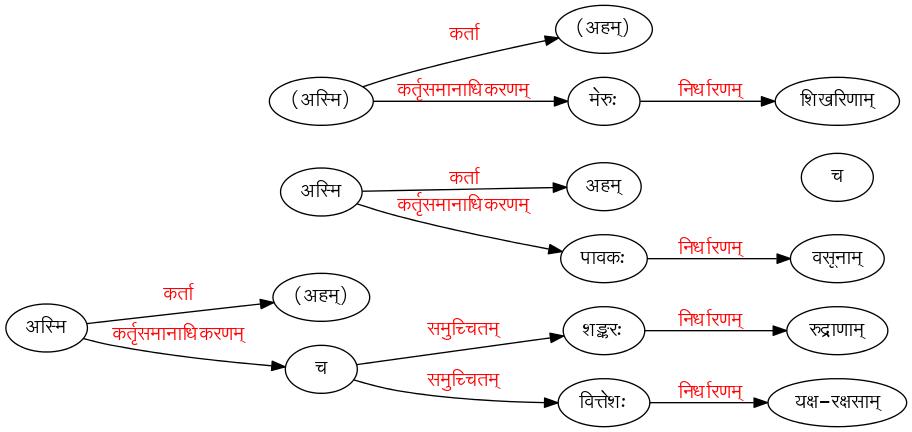 कर्ता
(अहम्)
(अस्मि)
कर्तृसमानाधिकरणम्
मेरुः
निर्धारणम्
शिखरिणाम्
अस्मि
कर्ता
अहम्
च
कर्तृसमानाधिकरणम्
पावकः
निर्धारणम्
वसूनाम्
अस्मि
कर्ता
(अहम्)
कर्तृसमानाधिकरणम्
च
समुच्चितम्
शङ्करः
निर्धारणम्
रुद्राणाम्
समुच्चितम्
वित्तेशः
निर्धारणम्
यक्ष-रक्षसाम्